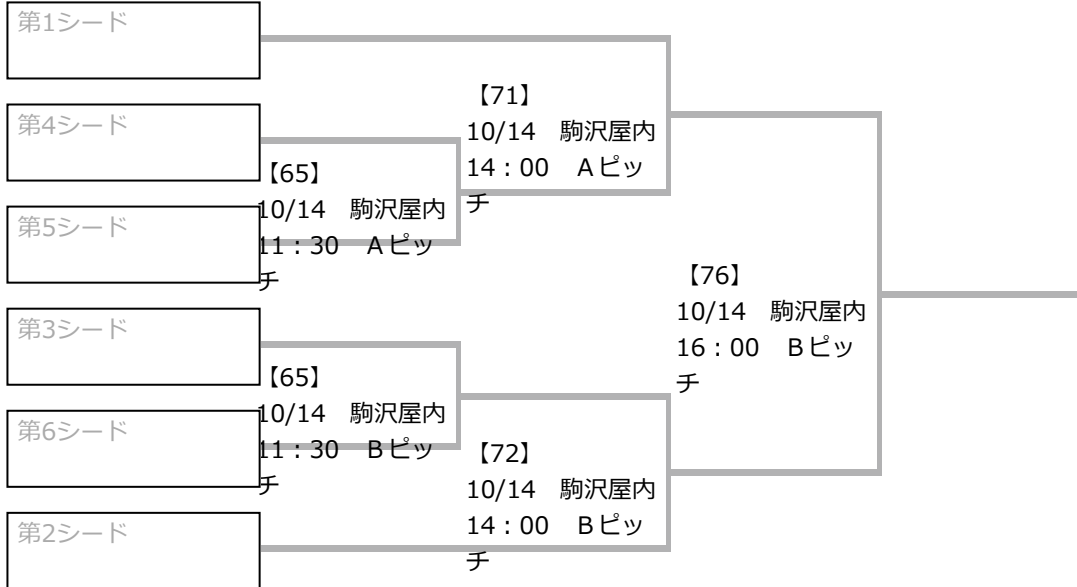 第1シード
第4シード
第5シード
第3シード
第6シード
第2シード
【65】
10/14 駒沢屋内
11:30 Aピッ
チ
【65】
10/14 駒沢屋内
11:30 Bピッ
チ
【71】
10/14 駒沢屋内
14:00 Aピッ
チ
【72】
10/14 駒沢屋内
14:00 Bピッ
チ
【76】
10/14 駒沢屋内
16:00 Bピッ
チ